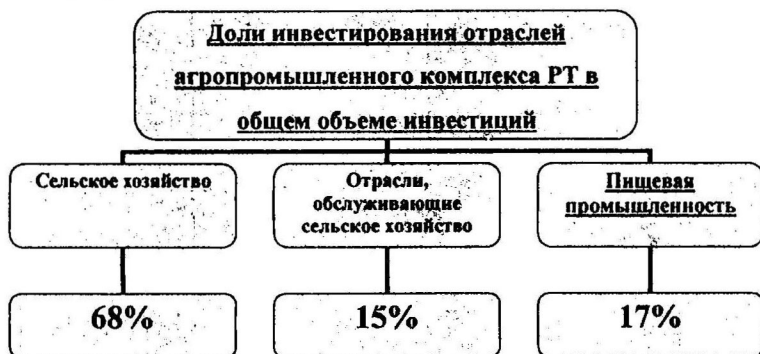 Доли инвестирования отраслей
агропромышленного комплекса РТ в
общем объеме инвестиций
Сельское хозяйство
Отрасли,
обслуживающие
сельское хозяйство
Пищевая
промышленность
68%
15%
17%